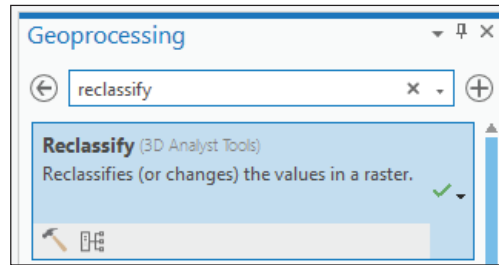 Geoprocessing
reclassify
Reclassify (3D Analyst Tools)
Reclassifies (or changes) the values in a raster.